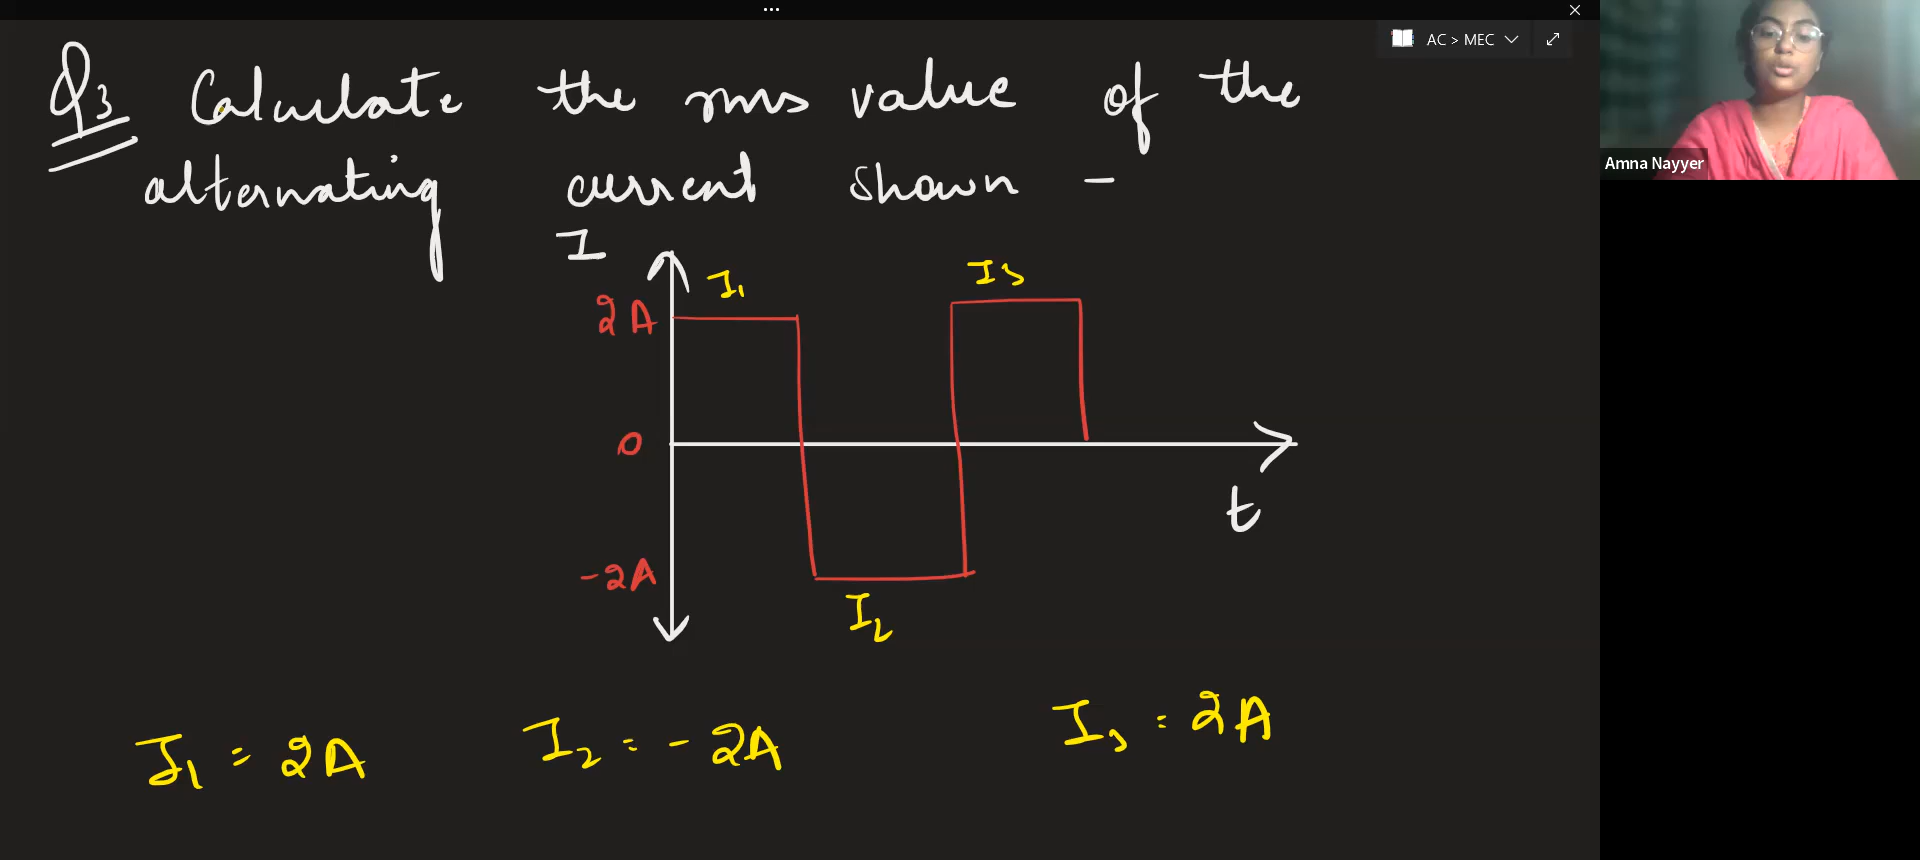 AC > MEC
Q3 Calculate the rms value of the
alternating current shown -
I
I1
I3
2A
0
t
-2A
I2
I1 = 2A
I2 = -2A
I3 = 2A
Amna Nayyer